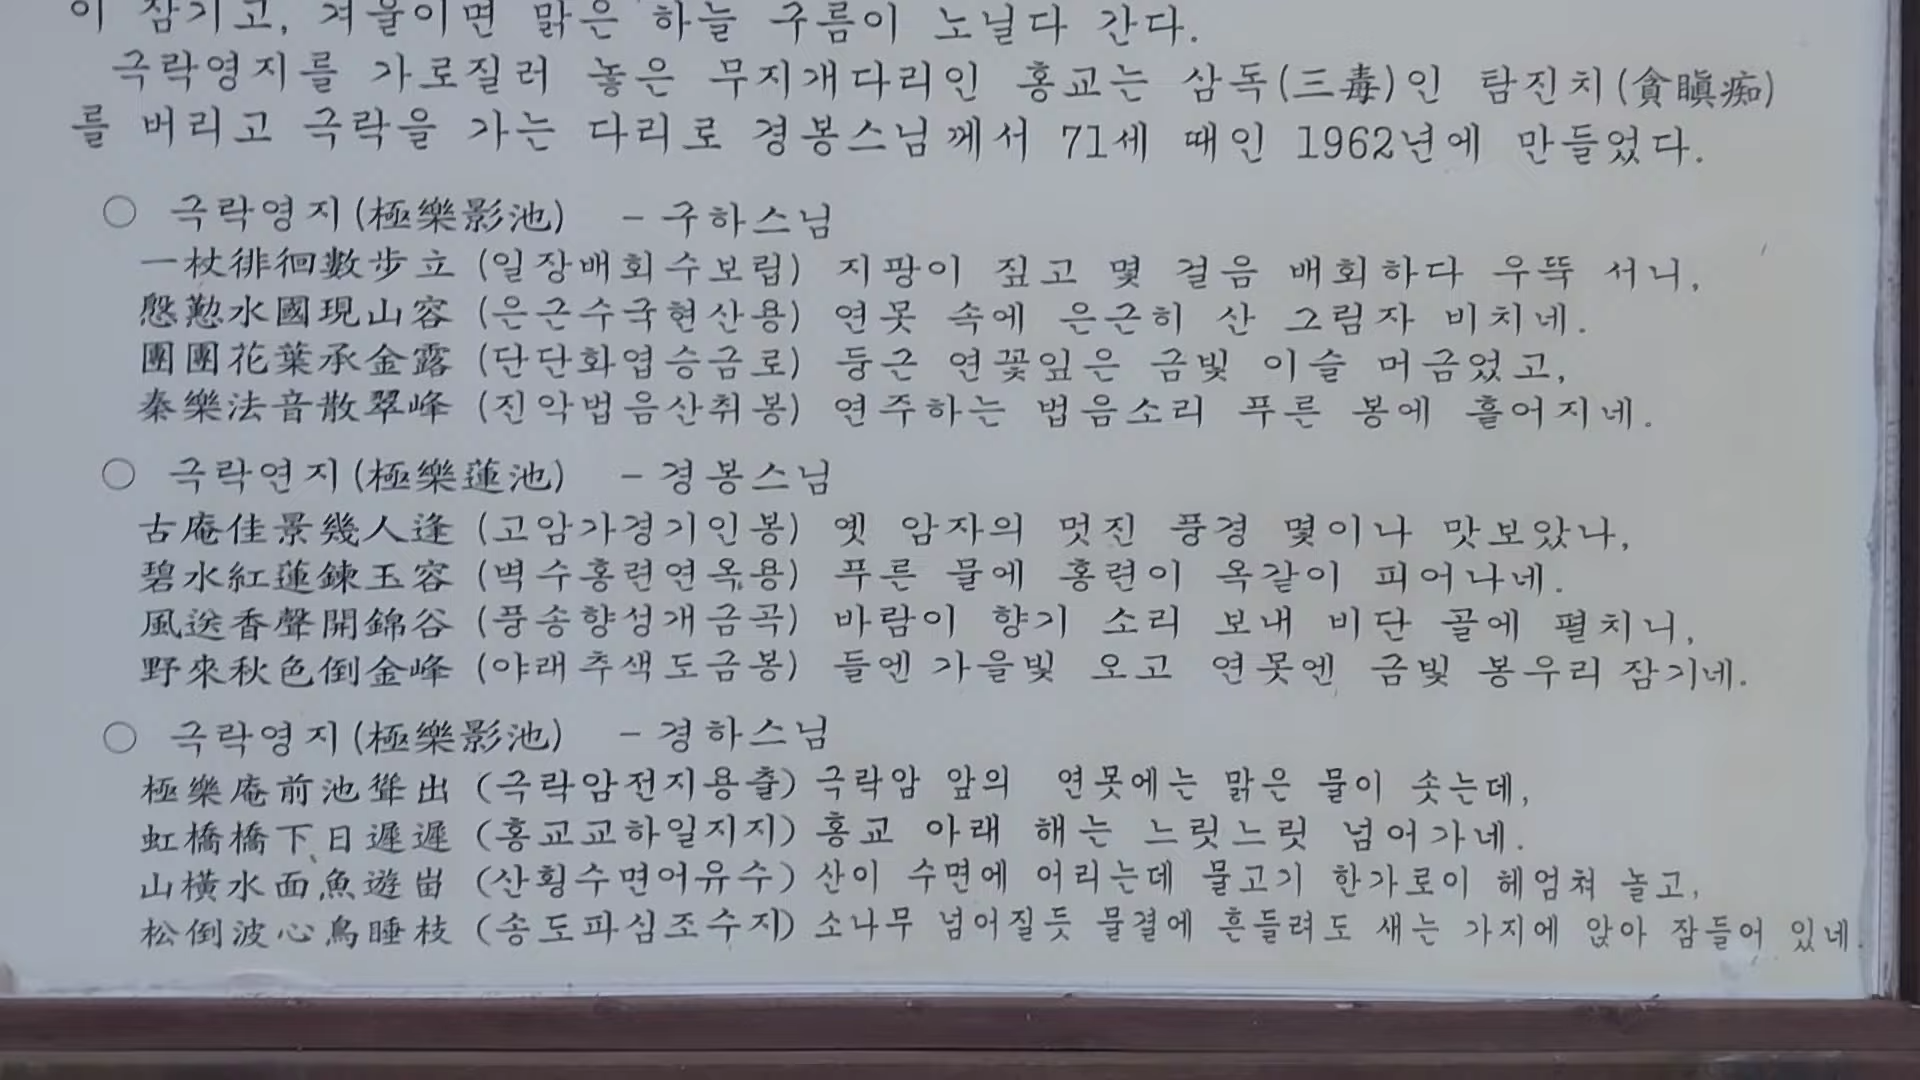 이 잠기고, 겨울이면 맑은 하늘 구름이 노닐다 간다.
극락영지를 가로질러 놓은 무지개다리인 홍교는 삼독(三毒)인 탐진치(貪瞋痴)
를 버리고 극락을 가는 다리로 경봉스님께서 71세 때인 1962년에 만들었다.
○ 극락영지(極樂影池) - 구하스님
一杖徘徊數步立 (일장배회수보립) 지팡이 짚고 몇 걸음 배회하다 우뚝 서니,
慇懃水國現山容 (은근수국현산용) 연못 속에 은근히 산 그림자 비치네.
團團花葉承金露 (단단화엽승금로) 둥근 연꽃잎은 금빛 이슬 머금었고,
秦樂法音散翠峰 (진악법음산취봉) 연주하는 법음소리 푸른 봉에 흩어지네.
○ 극락연지(極樂蓮池) - 경봉스님
古庵佳景幾人逢 (고암가경기인봉) 옛 암자의 멋진 풍경 몇이나 맛보았나,
碧水紅蓮鍊玉容 (벽수홍련연옥용) 푸른 물에 홍련이 옥같이 피어나네.
風送香聲開錦谷 (풍송향성개금곡) 바람이 향기 소리 보내 비단 골에 펼치니,
野來秋色倒金峰 (야래추색도금봉) 들엔 가을빛 오고 연못엔 금빛 봉우리 잠기네.
○ 극락영지(極樂影池) - 경하스님
極樂庵前池聳出 (극락암전지용출) 극락암 앞의 연못에는 맑은 물이 솟는데,
虹橋橋下日遲遲 (홍교교하일지지) 홍교 아래 해는 느릿느릿 넘어가네.
山橫水面魚遊峀 (산횡수면어유수) 산이 수면에 어리는데 물고기 한가로이 헤엄쳐 놀고,
松倒波心鳥睡枝 (송도파심조수지) 소나무 넘어질듯 물결에 흔들려도 새는 가지에 앉아 잠들어 있네.